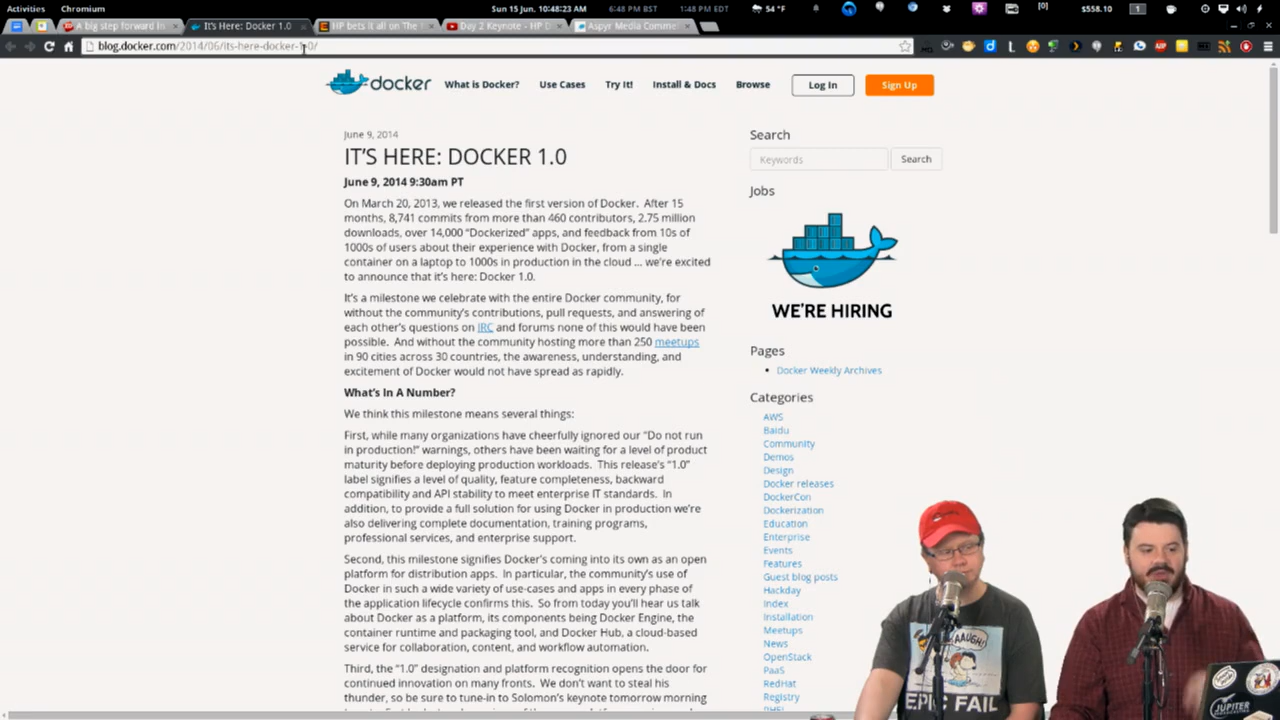 Activities
Chromium
Sun 15 Jun, 10:48:23 AM
6:48 PM BST
1:48 PM EDT
54 °F
[0]
$558.10
1
A big step forward In
It's Here: Docker 1.0
HP bets it all on The
Day 2 Keynote - HP D
Aspyr Media Comme
blog.docker.com/2014/06/its-here-docker-1-0/
docker
What is Docker?
Use Cases
Try It!
Install & Docs
Browse
Log In
Sign Up
June 9, 2014
IT'S HERE: DOCKER 1.0
June 9, 2014 9:30am PT
On March 20, 2013, we released the first version of Docker. After 15
months, 8,741 commits from more than 460 contributors, 2.75 million
downloads, over 14,000 “Dockerized” apps, and feedback from 10s of
1000s of users about their experience with Docker, from a single
container on a laptop to 1000s in production in the cloud … we're excited
to announce that it's here: Docker 1.0.
It's a milestone we celebrate with the entire Docker community, for
without the community's contributions, pull requests, and answering of
each other's questions on IRC and forums none of this would have been
possible. And without the community hosting more than 250 meetups
in 90 cities across 30 countries, the awareness, understanding, and
excitement of Docker would not have spread as rapidly.
What's In A Number?
We think this milestone means several things:
First, while many organizations have cheerfully ignored our “Do not run
in production!” warnings, others have been waiting for a level of product
maturity before deploying production workloads. This release's “1.0”
label signifies a level of quality, feature completeness, backward
compatibility and API stability to meet enterprise IT standards. In
addition, to provide a full solution for using Docker in production we're
also delivering complete documentation, training programs,
professional services, and enterprise support.
Second, this milestone signifies Docker's coming into its own as an open
platform for distribution apps. In particular, the community's use of
Docker in such a wide variety of use-cases and apps in every phase of
the application lifecycle confirms this. So from today you'll hear us talk
about Docker as a platform, its components being Docker Engine, the
container runtime and packaging tool, and Docker Hub, a cloud-based
service for collaboration, content, and workflow automation.
Third, the “1.0” designation and platform recognition opens the door for
continued innovation on many fronts. We don't want to steal his
thunder, so be sure to tune-in to Solomon's keynote tomorrow morning
Search
Keywords
Search
Jobs
WE'RE HIRING
Pages
Docker Weekly Archives
Categories
AWS
Baidu
Community
Demos
Design
Docker releases
DockerCon
Dockerization
Education
Enterprise
Events
Features
Guest blog posts
Hackday
Index
Installation
Meetups
News
OpenStack
PaaS
RedHat
Registry
RHEL
AAUGH!
EPIC FAIL
JUPITER